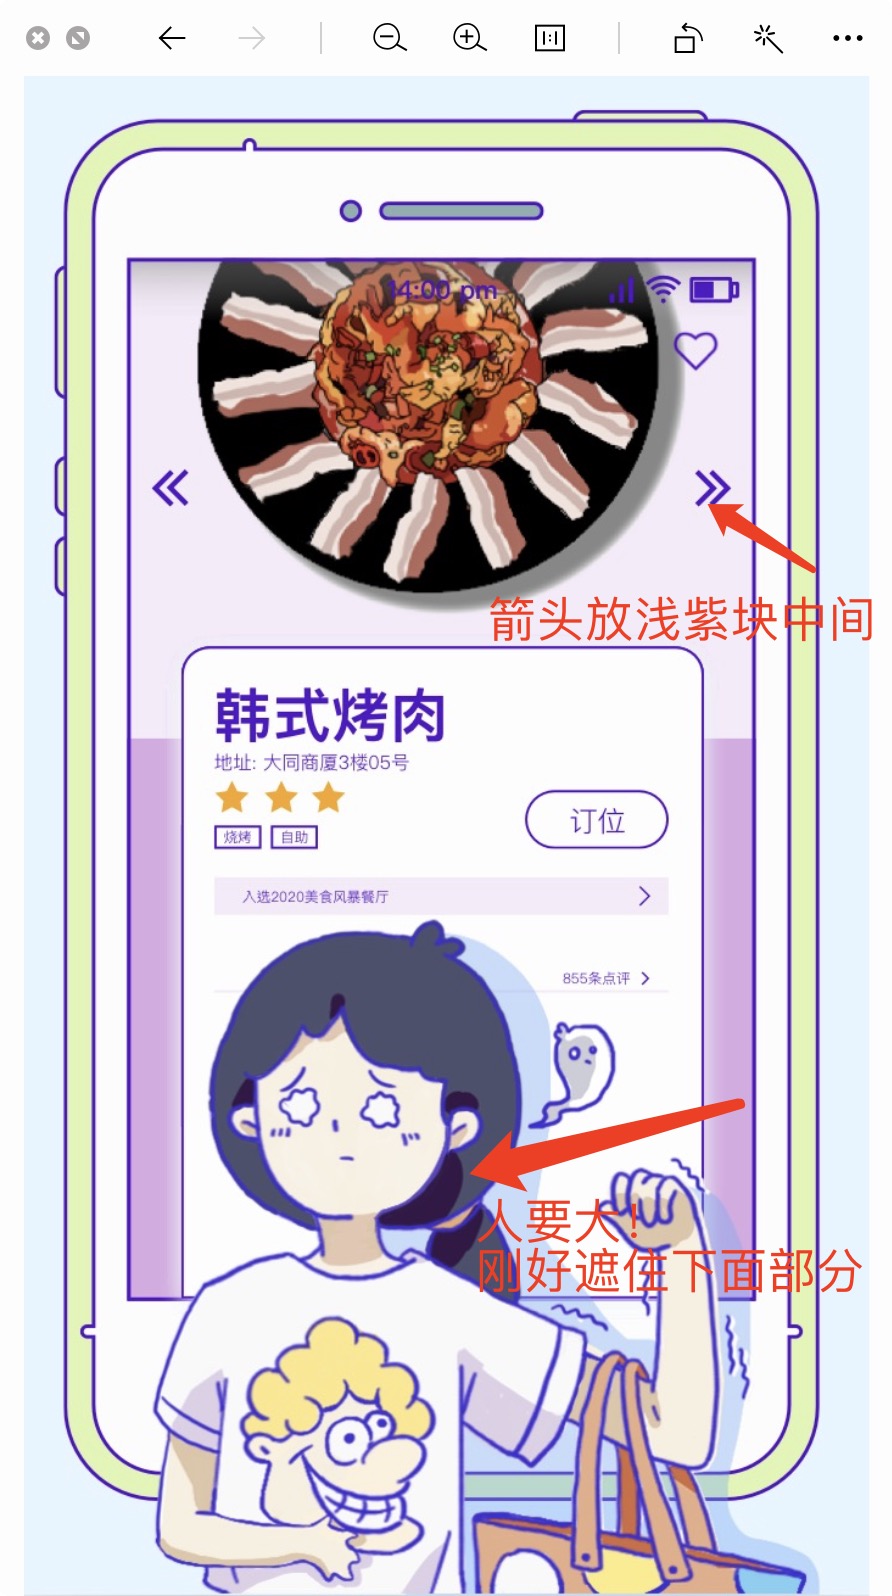 14:00 pm
箭头放浅紫块中间
韩式烤肉
地址: 大同商厦3楼05号
订位
烧烤 自助
入选2020美食风暴餐厅
855条点评
人要大!
刚好遮住下面部分